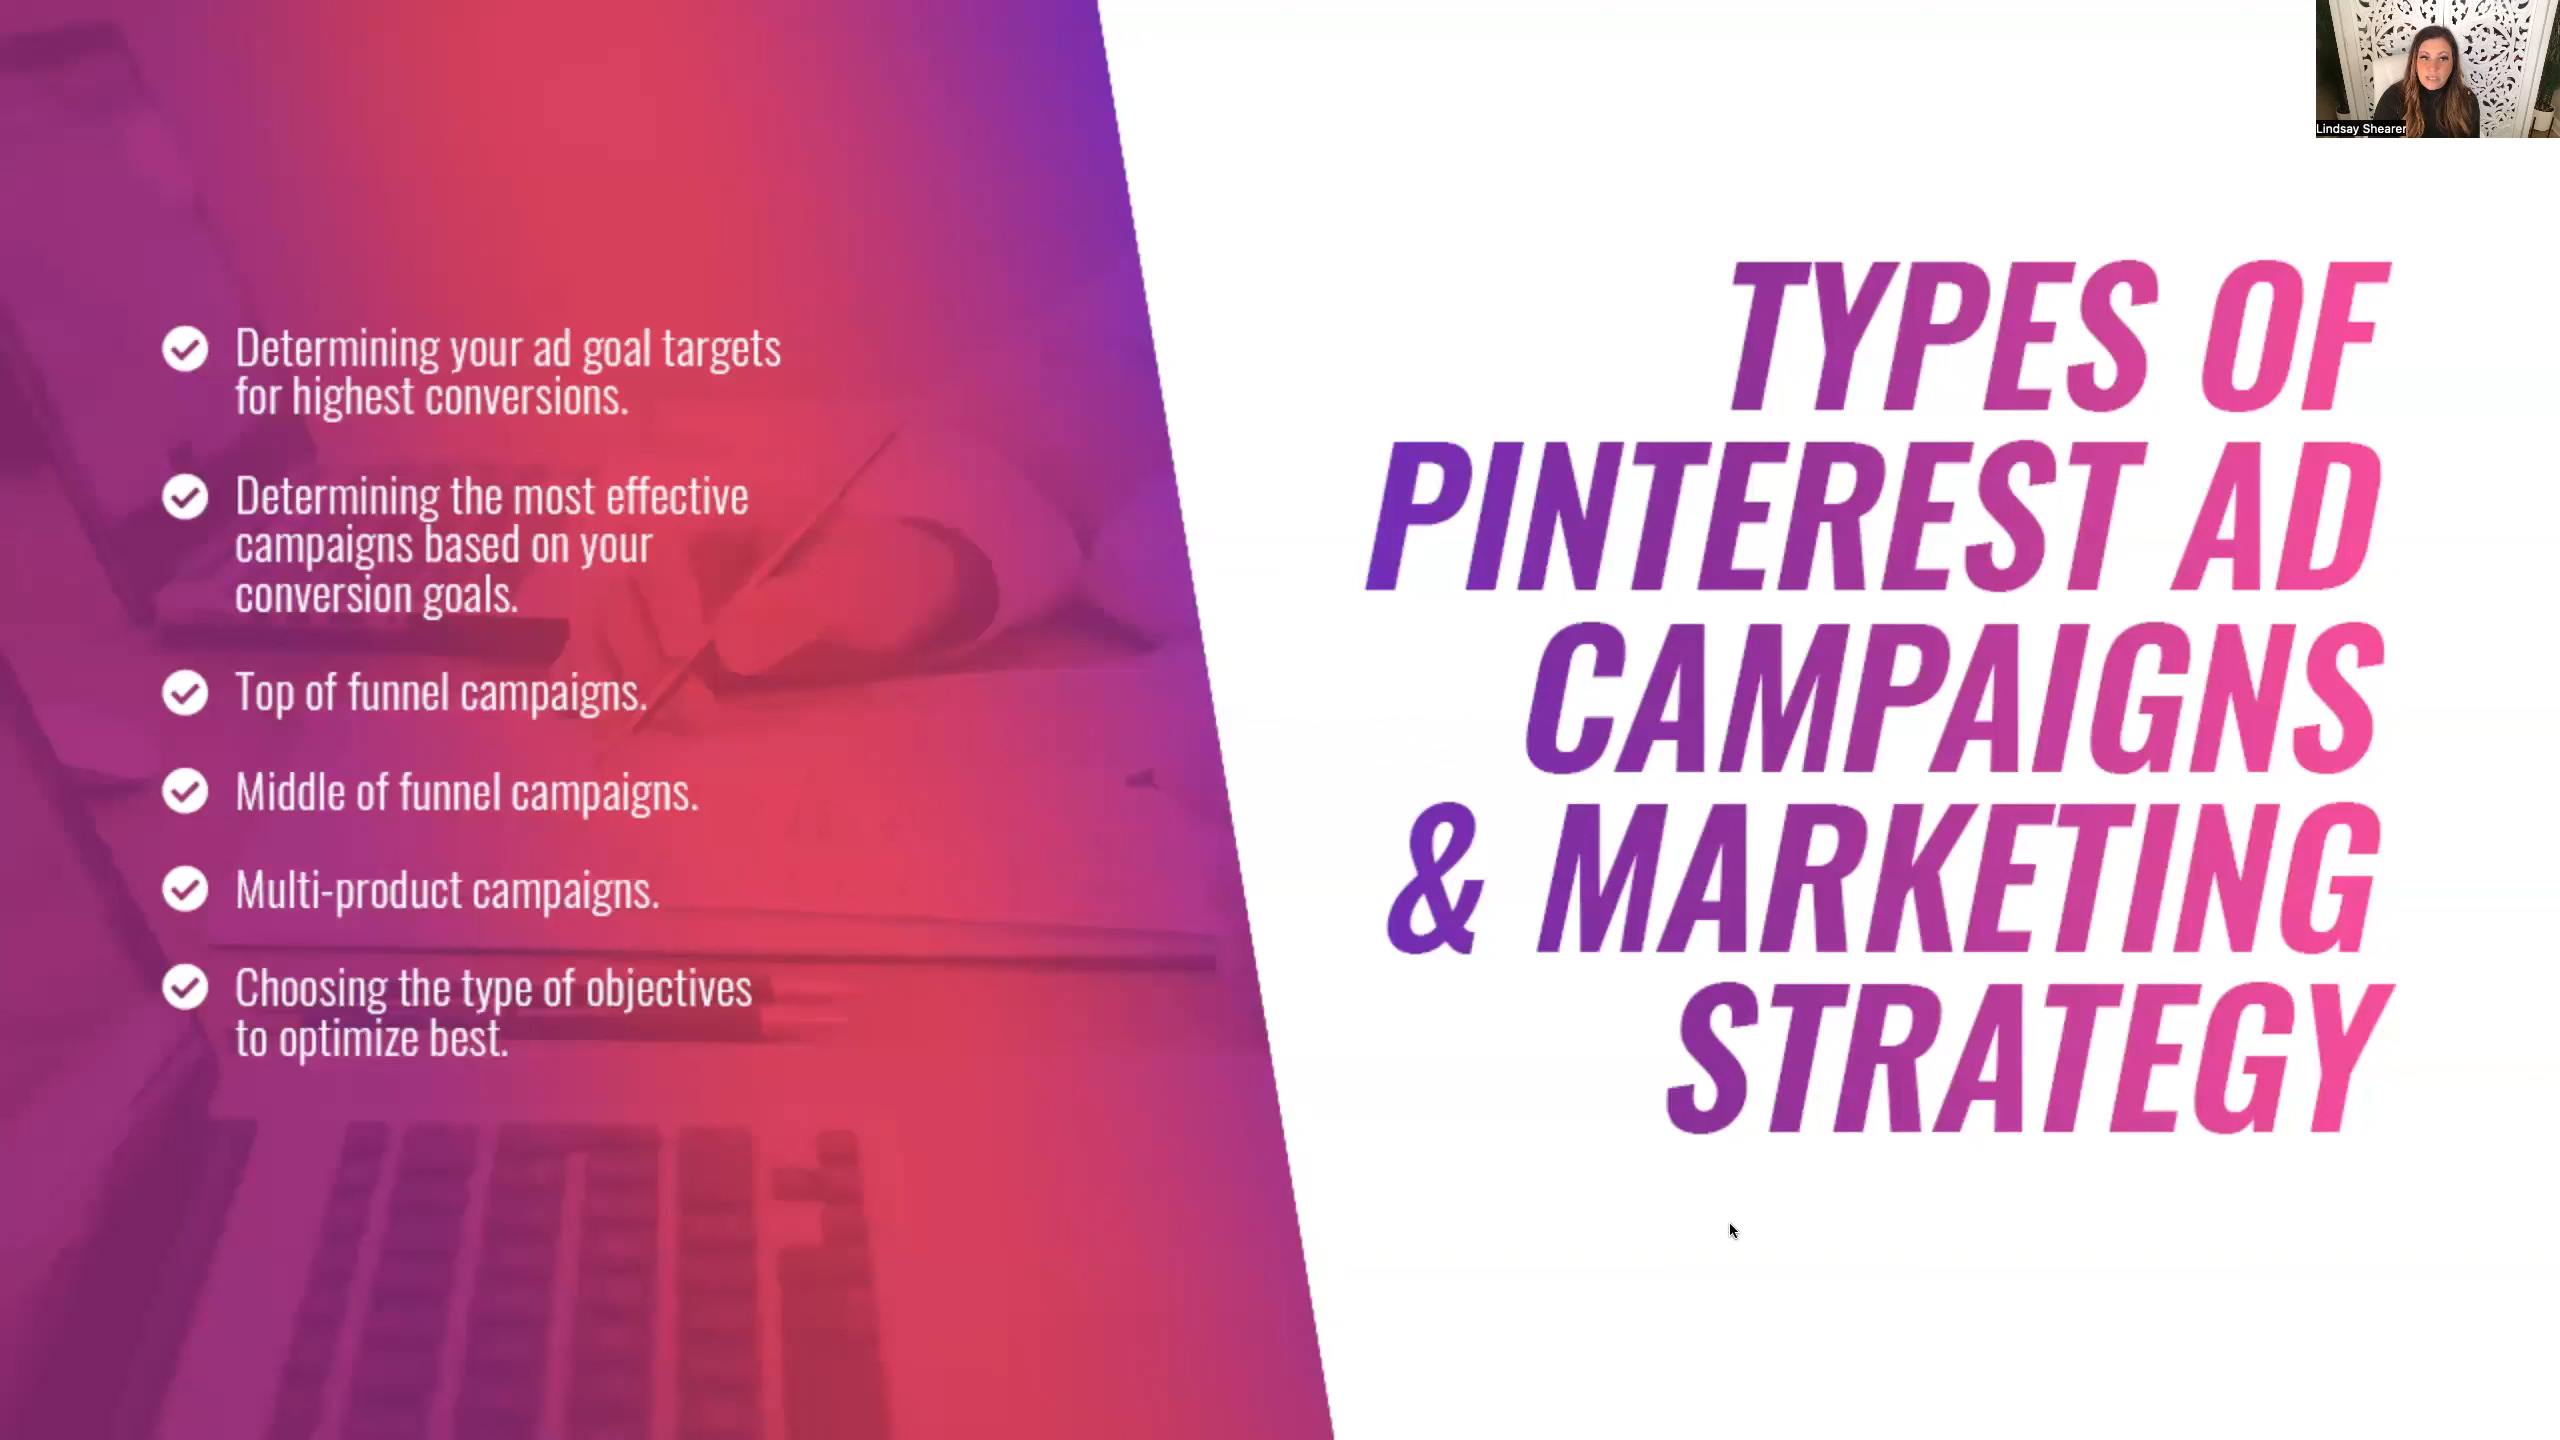 Determining your ad goal targets
for highest conversions.
Determining the most effective
campaigns based on your
conversion goals.
Top of funnel campaigns.
Middle of funnel campaigns.
Multi-product campaigns.
Choosing the type of objectives
to optimize best.
TYPES OF
PINTEREST AD
CAMPAIGNS
& MARKETING
STRATEGY
Lindsay Shearer